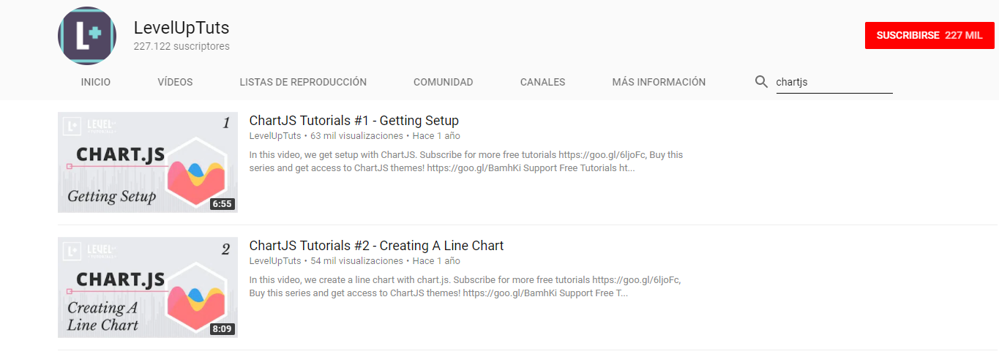 LevelUpTuts
227.122 suscriptores
SUSCRIBIRSE 227 MIL
INICIO VÍDEOS LISTAS DE REPRODUCCIÓN COMUNIDAD CANALES MÁS INFORMACIÓN chartjs
LEVEL UP
TUTORIALS
1
CHART.JS
Getting Setup
6:55
ChartJS Tutorials #1 - Getting Setup
LevelUpTuts • 63 mil visualizaciones • Hace 1 año
In this video, we get setup with ChartJS. Subscribe for more free tutorials https://goo.gl/6ljoFc, Buy this
series and get access to ChartJS themes! https://goo.gl/BamhKi Support Free Tutorials ht...
LEVEL UP
TUTORIALS
2
CHART.JS
Creating A
Line Chart
8:09
ChartJS Tutorials #2 - Creating A Line Chart
LevelUpTuts • 54 mil visualizaciones • Hace 1 año
In this video, we create a line chart with chart.js. Subscribe for more free tutorials https://goo.gl/6ljoFc,
Buy this series and get access to ChartJS themes! https://goo.gl/BamhKi Support Free T...